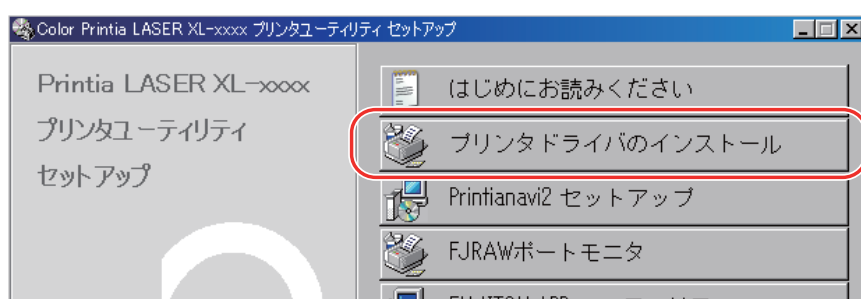 Color Printia LASER XL-xxxx プリンタユーティリティ セットアップ
Printia LASER XL-xxxx
プリンタユーティリティ
セットアップ
はじめにお読みください
プリンタドライバのインストール
Printianavi2 セットアップ
FJRAWポートモニタ